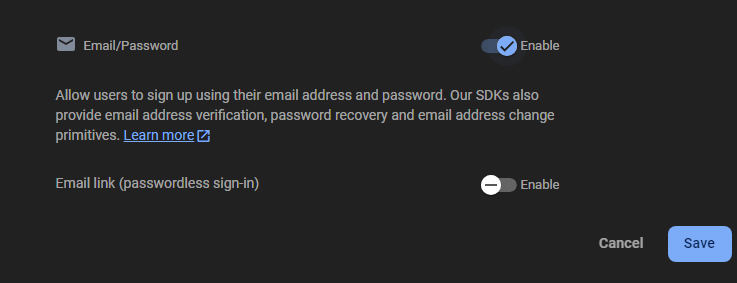 Email/Password
Enable
Allow users to sign up using their email address and password. Our SDKs also
provide email address verification, password recovery and email address change
primitives. Learn more
Email link (passwordless sign-in)
Enable
Cancel
Save